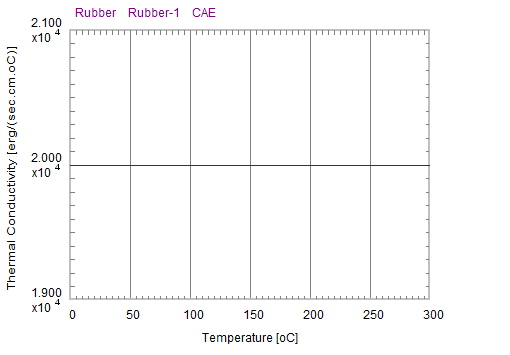 Rubber Rubber-1 CAE
2.100
x10 4
2.000
x10 4
1.900
x10 4
Thermal Conductivity [erg/(sec.cm.oC)]
0 50 100 150 200 250 300
Temperature [oC]